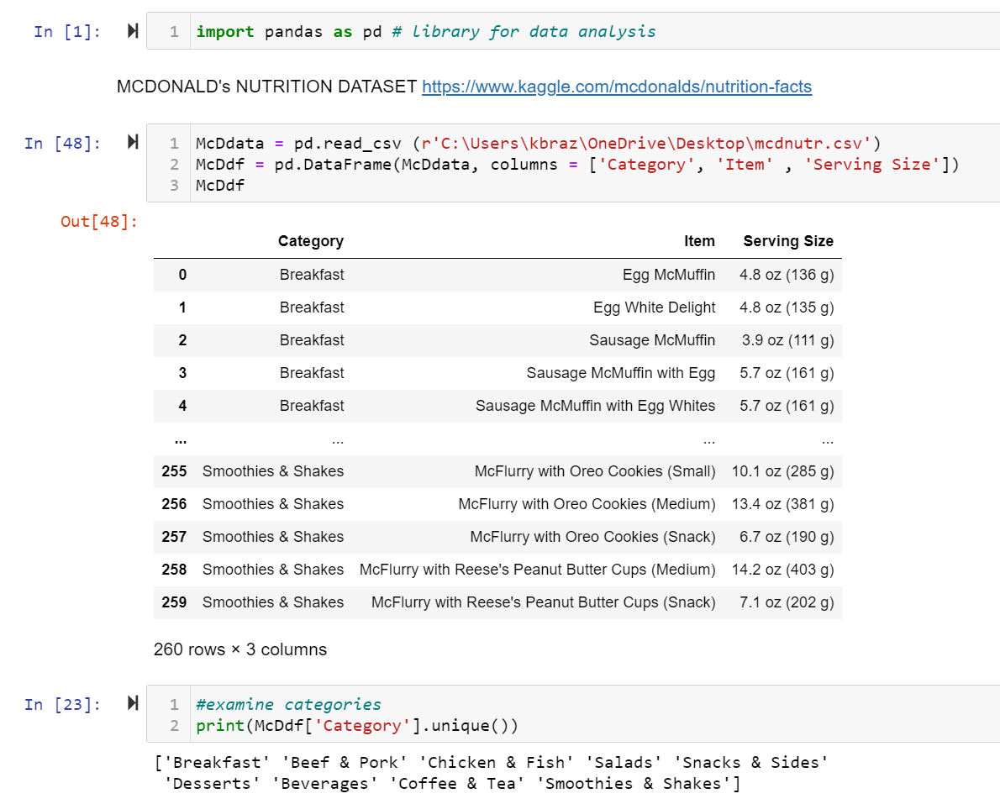 In [1]: 1 import pandas as pd # library for data analysis
MCDONALD's NUTRITION DATASET https://www.kaggle.com/mcdonalds/nutrition-facts
In [48]: 1 McDdata = pd.read_csv (r'C:\Users\kbraz\OneDrive\Desktop\mcdnutr.csv')
2 McDdf = pd.DataFrame(McDdata, columns = ['Category', 'Item' , 'Serving Size'])
3 McDdf
Out[48]:
Category Item Serving Size
0 Breakfast Egg McMuffin 4.8 oz (136 g)
1 Breakfast Egg White Delight 4.8 oz (135 g)
2 Breakfast Sausage McMuffin 3.9 oz (111 g)
3 Breakfast Sausage McMuffin with Egg 5.7 oz (161 g)
4 Breakfast Sausage McMuffin with Egg Whites 5.7 oz (161 g)
... ... ... ...
255 Smoothies & Shakes McFlurry with Oreo Cookies (Small) 10.1 oz (285 g)
256 Smoothies & Shakes McFlurry with Oreo Cookies (Medium) 13.4 oz (381 g)
257 Smoothies & Shakes McFlurry with Oreo Cookies (Snack) 6.7 oz (190 g)
258 Smoothies & Shakes McFlurry with Reese's Peanut Butter Cups (Medium) 14.2 oz (403 g)
259 Smoothies & Shakes McFlurry with Reese's Peanut Butter Cups (Snack) 7.1 oz (202 g)
260 rows × 3 columns
In [23]: 1 #examine categories
2 print(McDdf['Category'].unique())
['Breakfast' 'Beef & Pork' 'Chicken & Fish' 'Salads' 'Snacks & Sides'
'Desserts' 'Beverages' 'Coffee & Tea' 'Smoothies & Shakes']